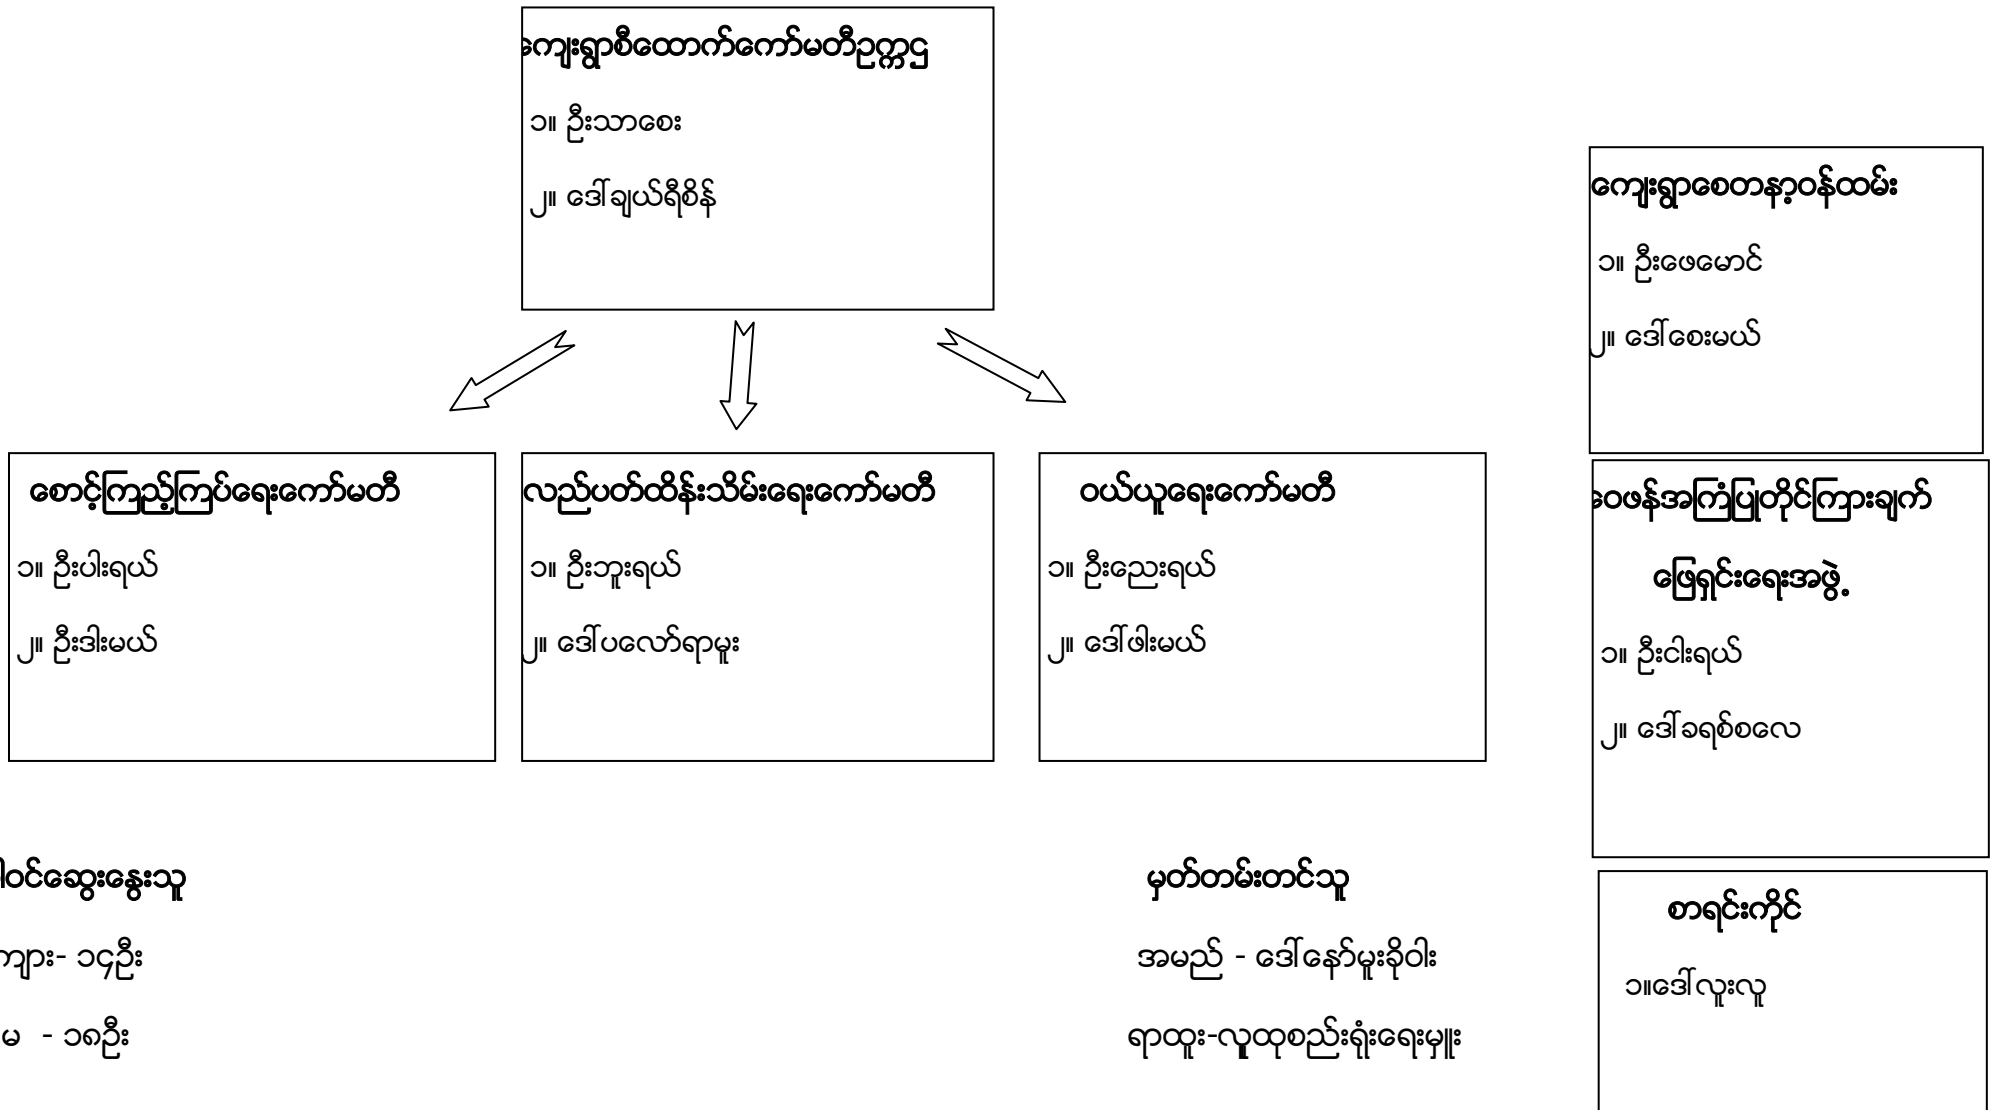 ကျေးရွာစီထောက်ကော်မတီဥက္ကဌ
၁။ ဦးသာစေး
၂။ ဒေါ်ချယ်ရီစိန်
ကျေးရွာစေတနာ့ဝန်ထမ်း
၁။ ဦးဖေမောင်
၂။ ဒေါ်စေးမယ်
စောင့်ကြည့်ကြပ်ရေးကော်မတီ
၁။ ဦးပါးရယ်
၂။ ဦးဒါးမယ်
လည်ပတ်ထိန်းသိမ်းရေးကော်မတီ
၁။ ဦးဘူးရယ်
၂။ ဒေါ်ပလော်ရာမူး
ဝယ်ယူရေးကော်မတီ
၁။ ဦးညေးရယ်
၂။ ဒေါ်ဖါးမယ်
ဝေဖန်အကြံပြုတိုင်ကြားချက်
ဖြေရှင်းရေးအဖွဲ့
၁။ ဦးငါးရယ်
၂။ ဒေါ်ခရစ်စလေ
ပါဝင်ဆွေးနွေးသူ
ကျား- ၁၄ဦး
မ - ၁၈ဦး
မှတ်တမ်းတင်သူ
အမည် - ဒေါ်နော်မူးခိုဝါး
ရာထူး-လူထုစည်းရုံးရေးမှူး
စာရင်းကိုင်
၁။ဒေါ်လူးလူ